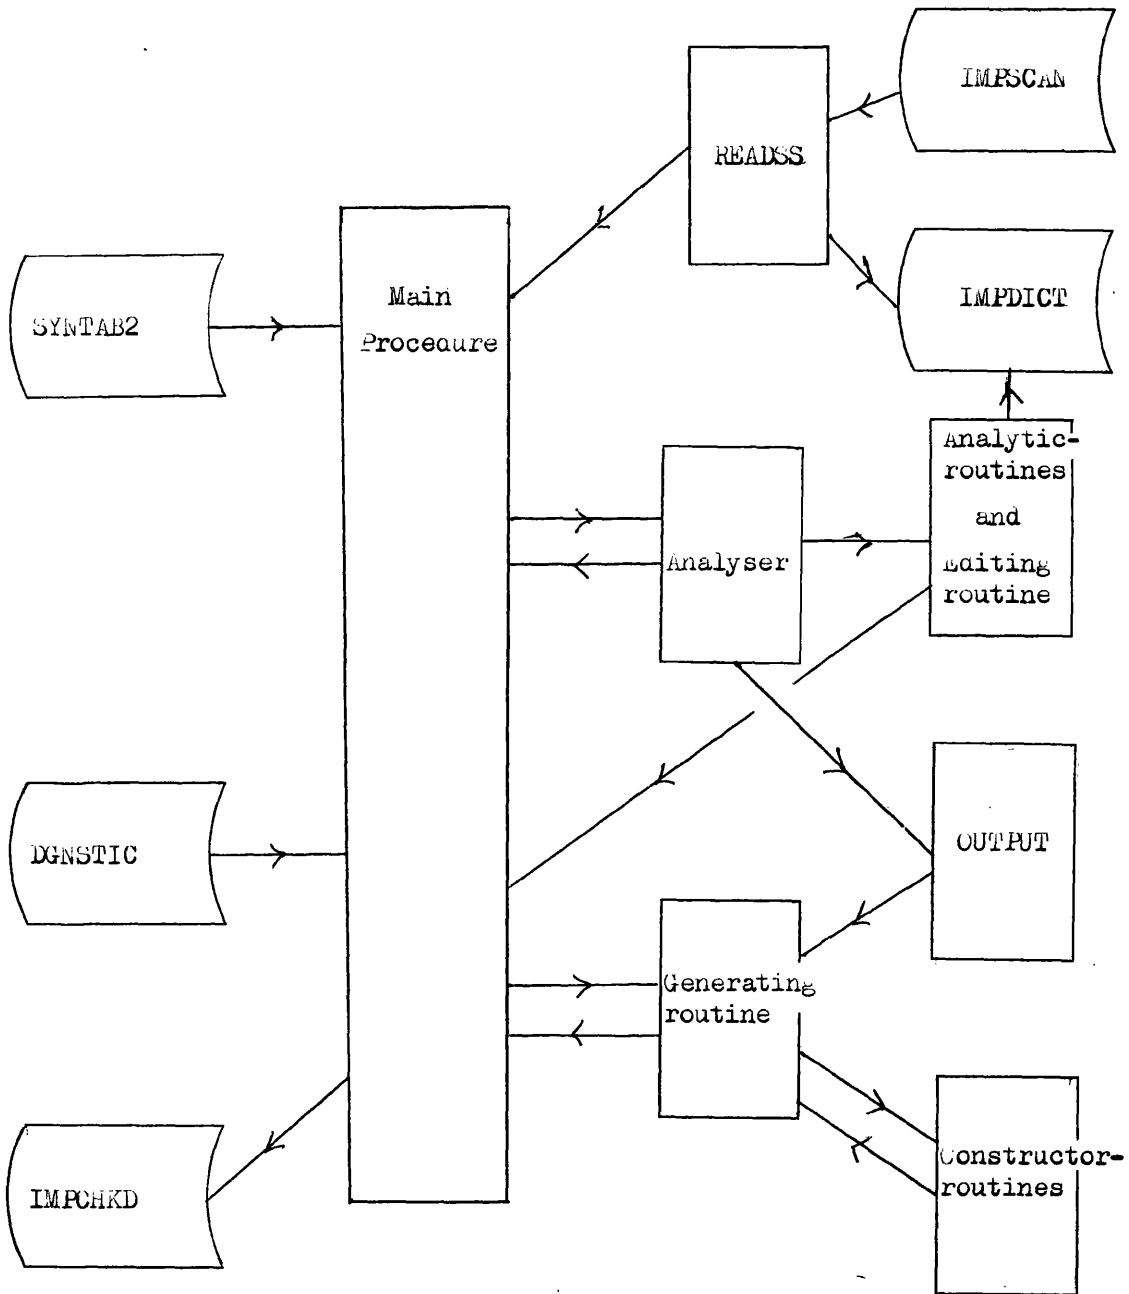 IMPSCAN
READSS
Main
Procedure
SYNTAB2
IMPDICT
Analytic-
routines
and
Editing
routine
Analyser
DGNSTIC
OUTPUT
Generating
routine
IMPCHKD
Constructor-
routines